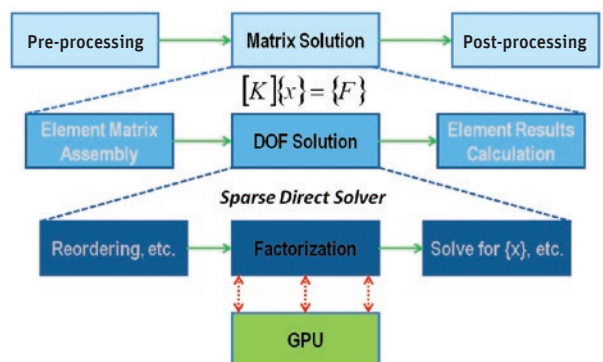 Pre-processing
Matrix Solution
Post-processing
[K]{x} = {F}
Element Matrix
Assembly
DOF Solution
Element Results
Calculation
Sparse Direct Solver
Reordering, etc.
Factorization
Solve for {x}, etc.
GPU